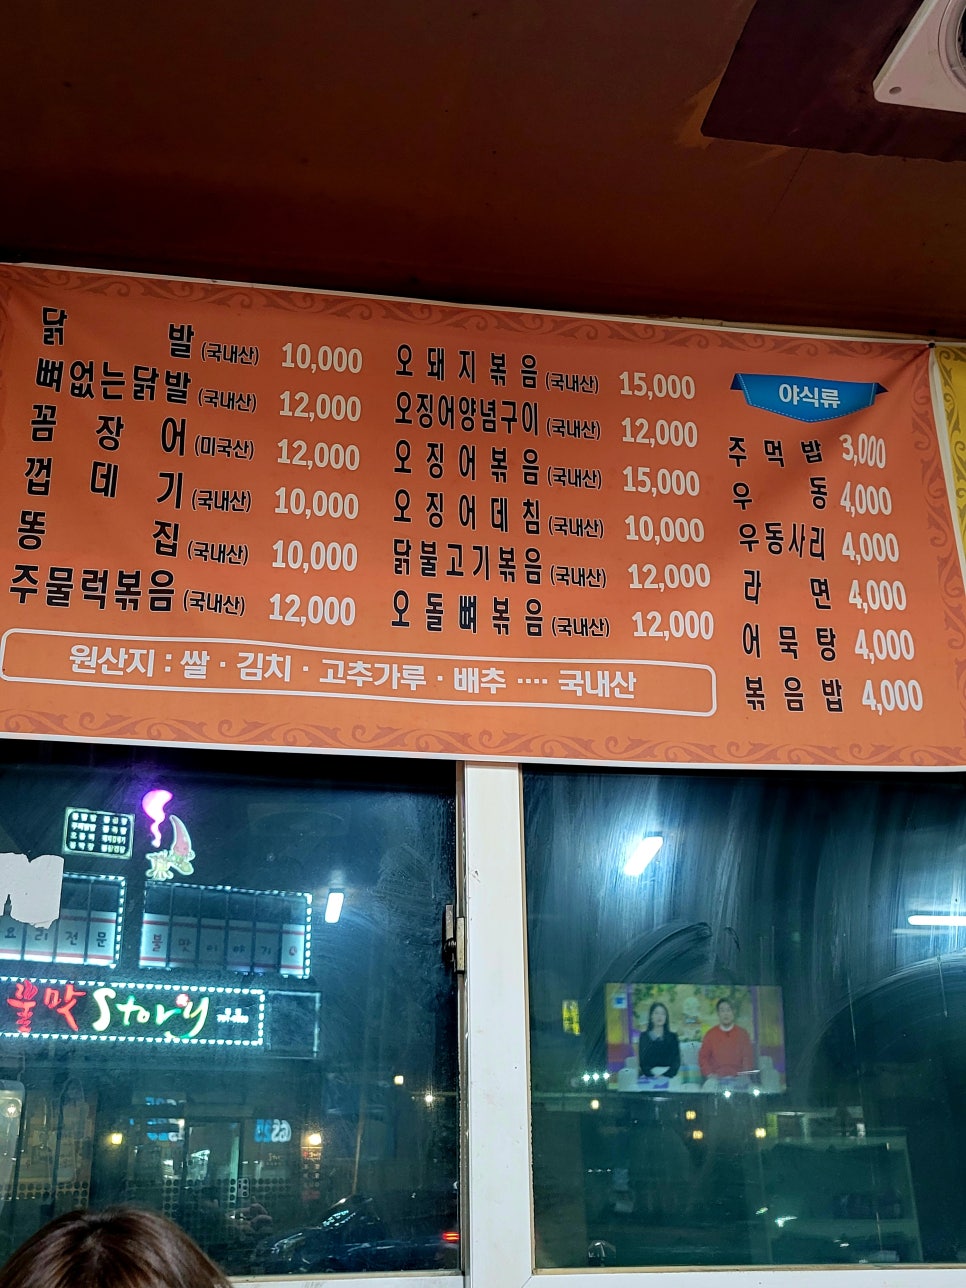 닭 발 (국내산) 10,000
뼈없는닭발 (국내산) 12,000
꼼 장 어 (미국산) 12,000
껍 데 기 (국내산) 10,000
똥 집 (국내산) 10,000
주물럭볶음 (국내산) 12,000
오돼지볶음 (국내산) 15,000
오징어양념구이 (국내산) 12,000
오징어볶음 (국내산) 15,000
오징어데침 (국내산) 10,000
닭불고기볶음 (국내산) 12,000
오돌뼈볶음 (국내산) 12,000
야식류
주먹밥 3,000
우 동 4,000
우동사리 4,000
라 면 4,000
어묵탕 4,000
볶음밥 4,000
원산지 : 쌀 · 김치 · 고추가루 · 배추 ···· 국내산
요리전문 불맛이야기
불막 Story